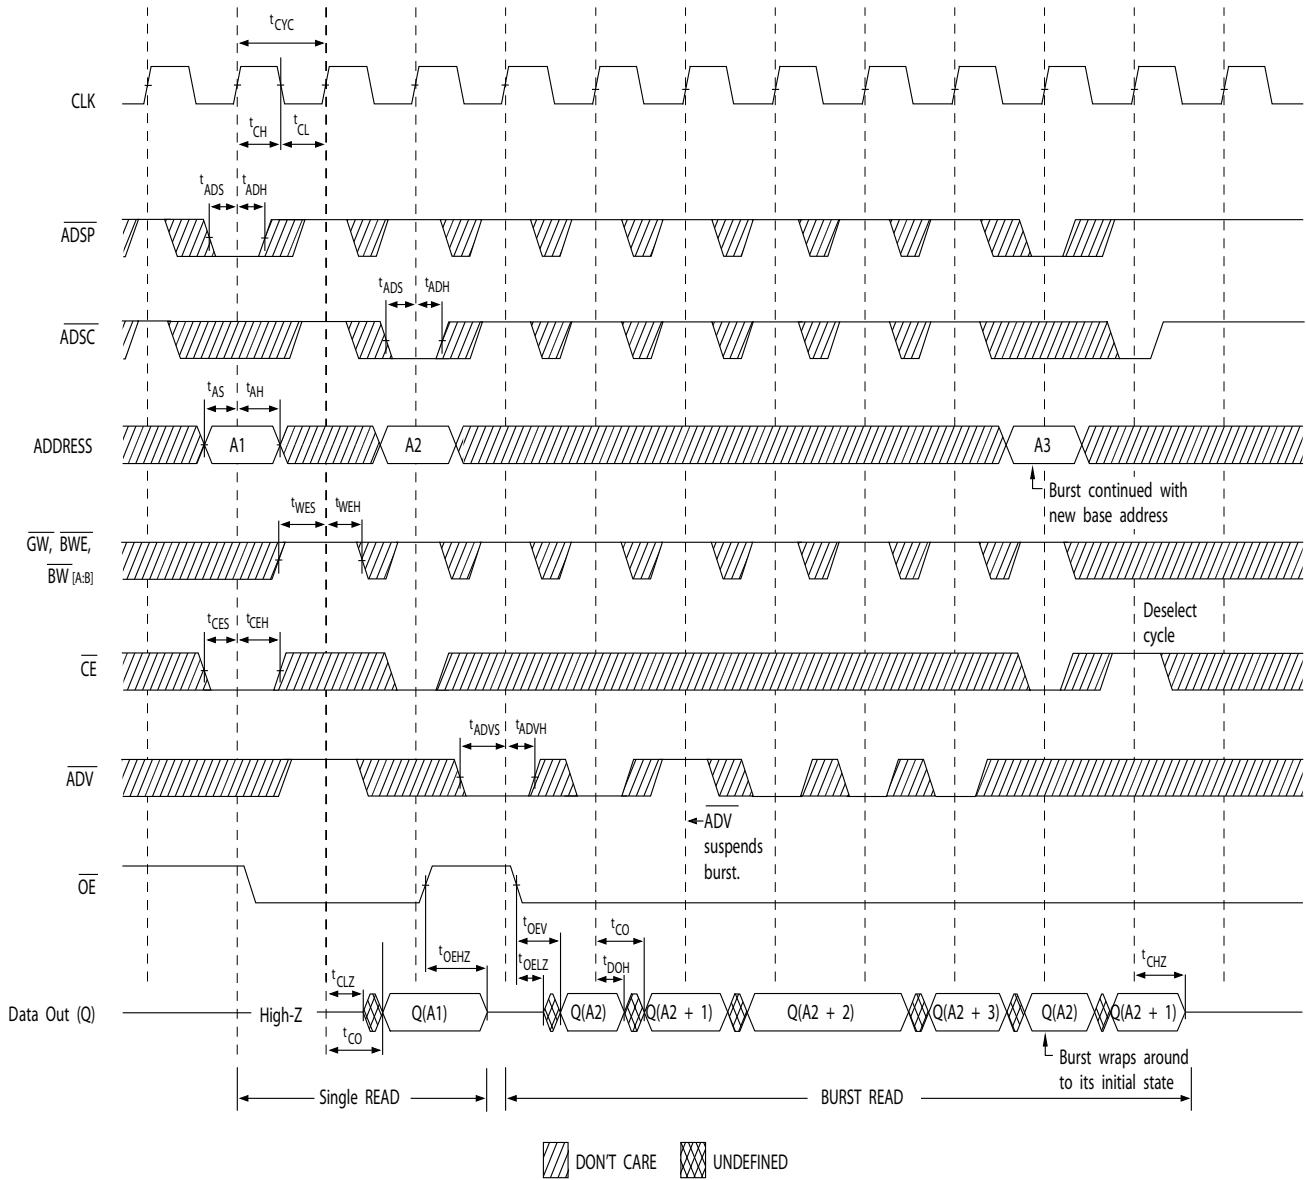 tCYC
CLK
tCH
tCL
tADS
tADH
ADSP
tADS
tADH
ADSC
tAS
tAH
ADDRESS
A1
A2
A3
Burst continued with
new base address
tWES
tWEH
GW, BWE,
BW [A:B]
Deselect
cycle
tCES
tCEH
CE
tADVS
tADVH
ADV
ADV
suspends
burst.
OE
tOEHZ
tOEV
tCO
tOELZ
tDOH
tCHZ
tCLZ
Data Out (Q)
High-Z
Q(A1)
Q(A2)
Q(A2 + 1)
Q(A2 + 2)
Q(A2 + 3)
Q(A2)
Q(A2 + 1)
tCO
Burst wraps around
to its initial state
Single READ
BURST READ
DON'T CARE
UNDEFINED